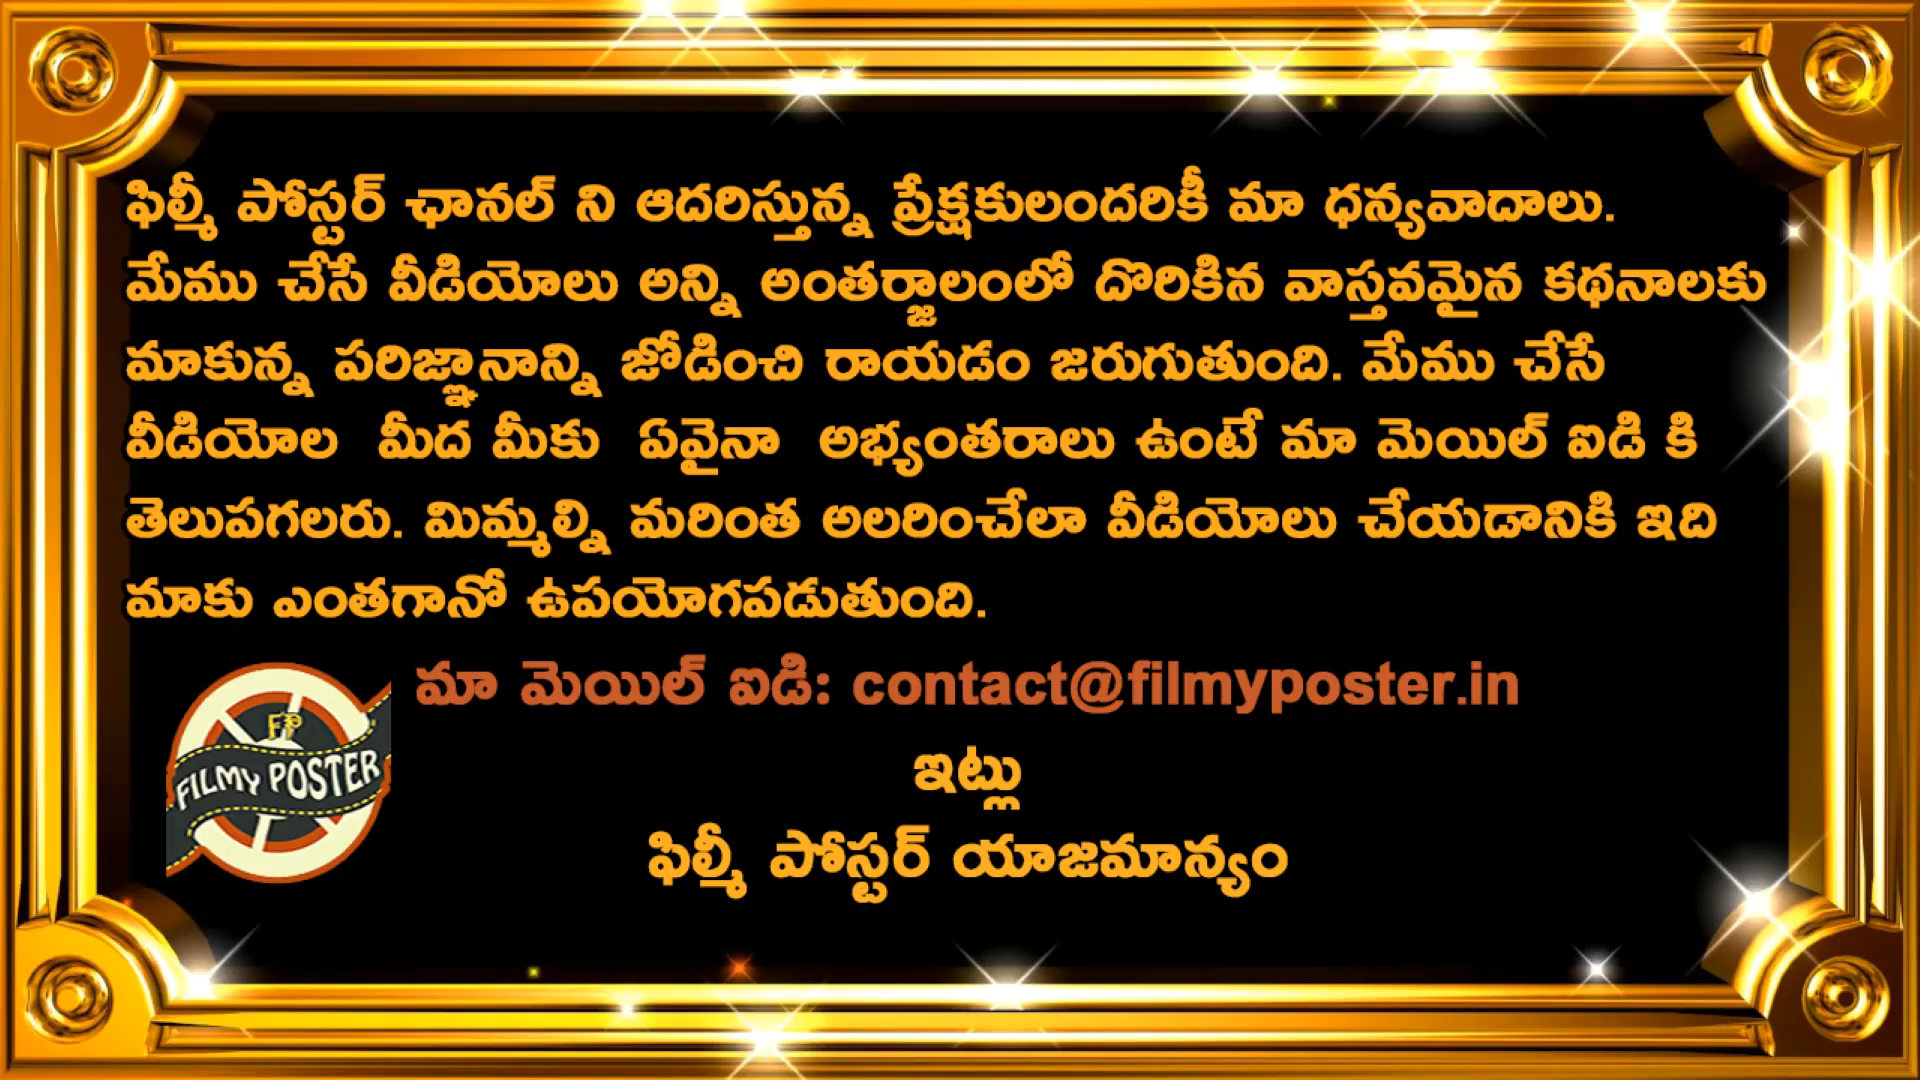 ఫిల్మీ పోస్టర్ ఛానల్ ని ఆదరిస్తున్న ప్రేక్షకులందరికీ మా ధన్యవాదాలు.
మేము చేసే వీడియోలు అన్ని అంతర్జాలంలో దొరికిన వాస్తవమైన కథనాలకు
మాకున్న పరిజ్ఞానాన్ని జోడించి రాయడం జరుగుతుంది. మేము చేసే
వీడియోల మీద మీకు ఏవైనా అభ్యంతరాలు ఉంటే మా మెయిల్ ఐడి కి
తెలుపగలరు. మిమ్మల్ని మరింత అలరించేలా వీడియోలు చేయడానికి ఇది
మాకు ఎంతగానో ఉపయోగపడుతుంది.
మా మెయిల్ ఐడి: contact@filmyposter.in
FP
FILMY POSTER
ఇట్లు
ఫిల్మీ పోస్టర్ యాజమాన్యం